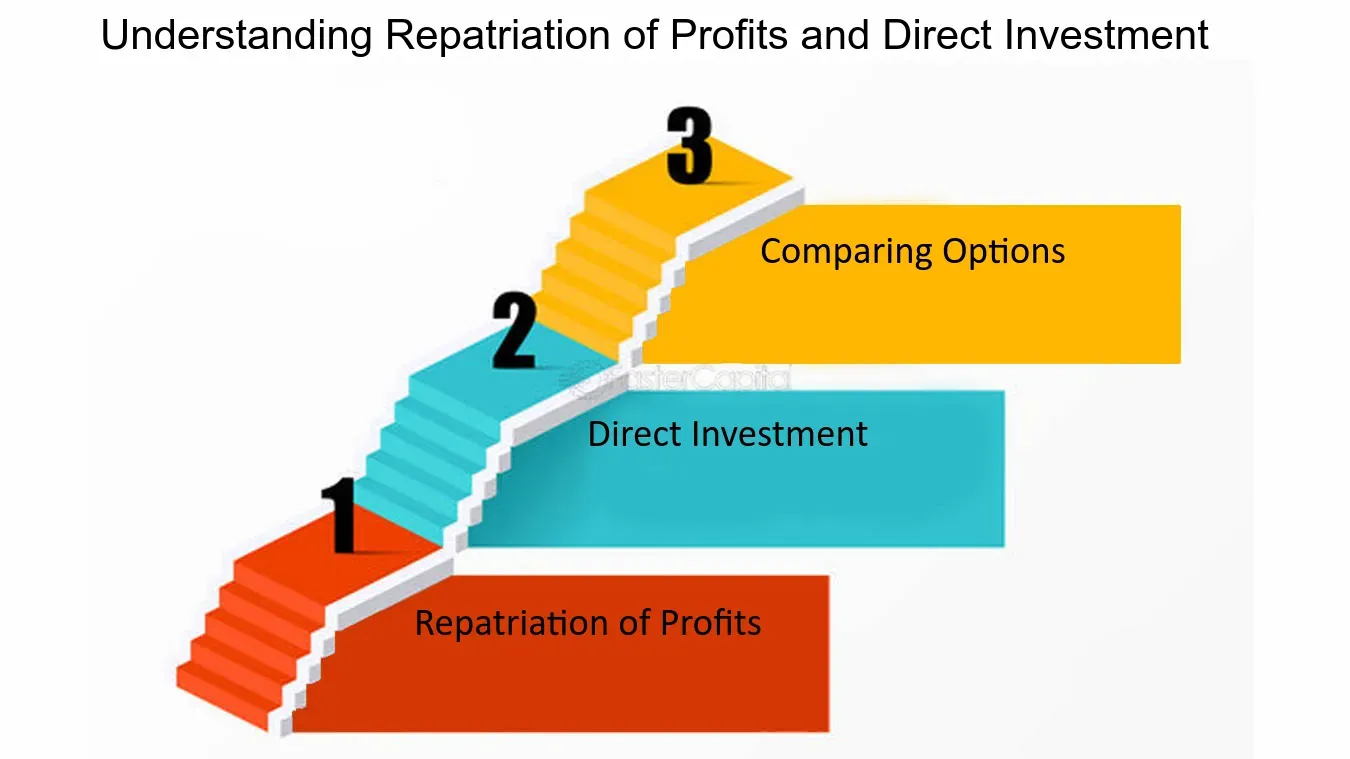 Understanding Repatriation of Profits and Direct Investment
3
Comparing Options
2
FasterCapital
Direct Investment
1
Repatriation of Profits